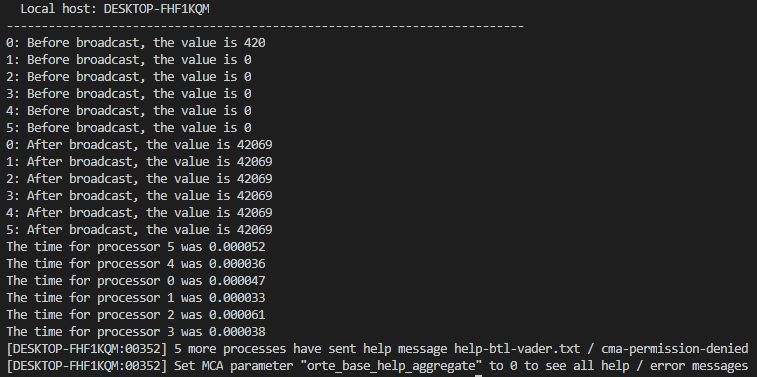 Local host: DESKTOP-FHF1KQM
--------------------------------------------------------------------------
0: Before broadcast, the value is 420
1: Before broadcast, the value is 0
2: Before broadcast, the value is 0
3: Before broadcast, the value is 0
4: Before broadcast, the value is 0
5: Before broadcast, the value is 0
0: After broadcast, the value is 42069
1: After broadcast, the value is 42069
2: After broadcast, the value is 42069
3: After broadcast, the value is 42069
4: After broadcast, the value is 42069
5: After broadcast, the value is 42069
The time for processor 5 was 0.000052
The time for processor 4 was 0.000036
The time for processor 0 was 0.000047
The time for processor 1 was 0.000033
The time for processor 2 was 0.000061
The time for processor 3 was 0.000038
[DESKTOP-FHF1KQM:00352] 5 more processes have sent help message help-btl-vader.txt / cma-permission-denied
[DESKTOP-FHF1KQM:00352] Set MCA parameter "orte_base_help_aggregate" to 0 to see all help / error messages